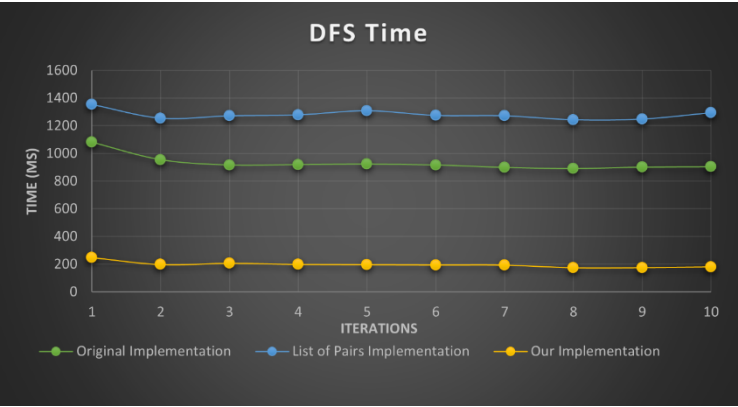 DFS Time
1600
1400
1200
1000
800
600
400
200
0
TIME (MS)
1 2 3 4 5 6 7 8 9 10
ITERATIONS
Original Implementation List of Pairs Implementation Our Implementation